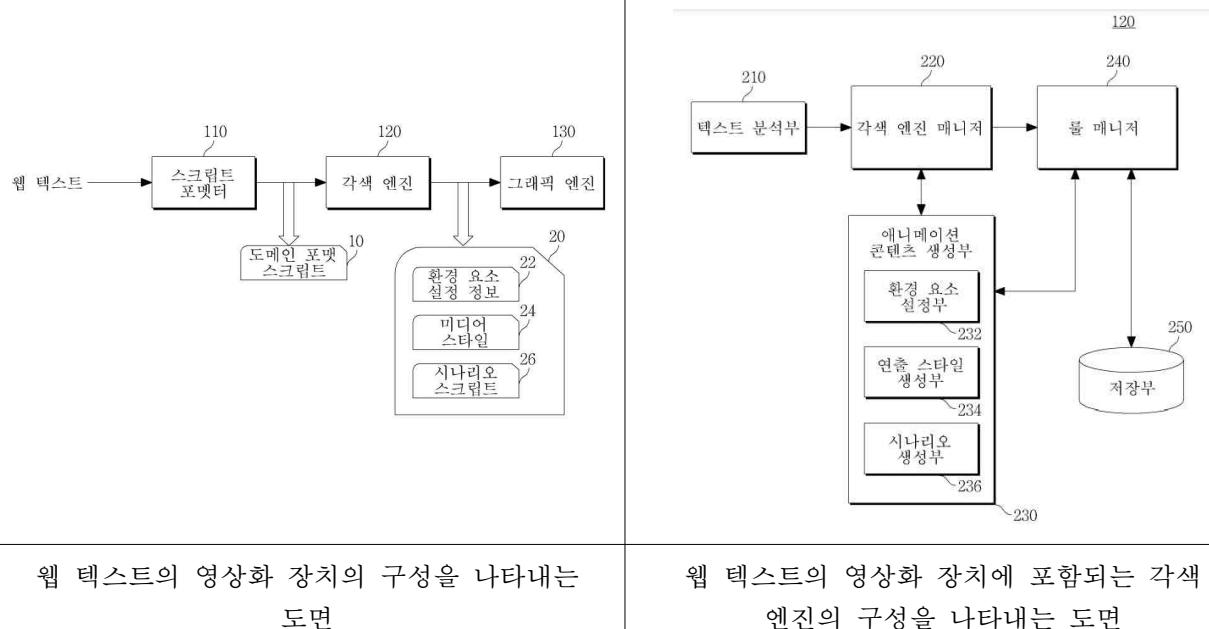 110
120
130
웹 텍스트
스크립트
포맷터
각색 엔진
그래픽 엔진
10
도메인 포맷
스크립트
20
22
환경 요소
설정 정보
24
미디어
스타일
26
시나리오
스크립트
웹 텍스트의 영상화 장치의 구성을 나타내는
도면
120
210
220
240
텍스트 분석부
각색 엔진 매니저
룰 매니저
애니메이션
콘텐츠 생성부
환경 요소
설정부
232
연출 스타일
생성부
234
시나리오
생성부
236
230
250
저장부
웹 텍스트의 영상화 장치에 포함되는 각색
엔진의 구성을 나타내는 도면